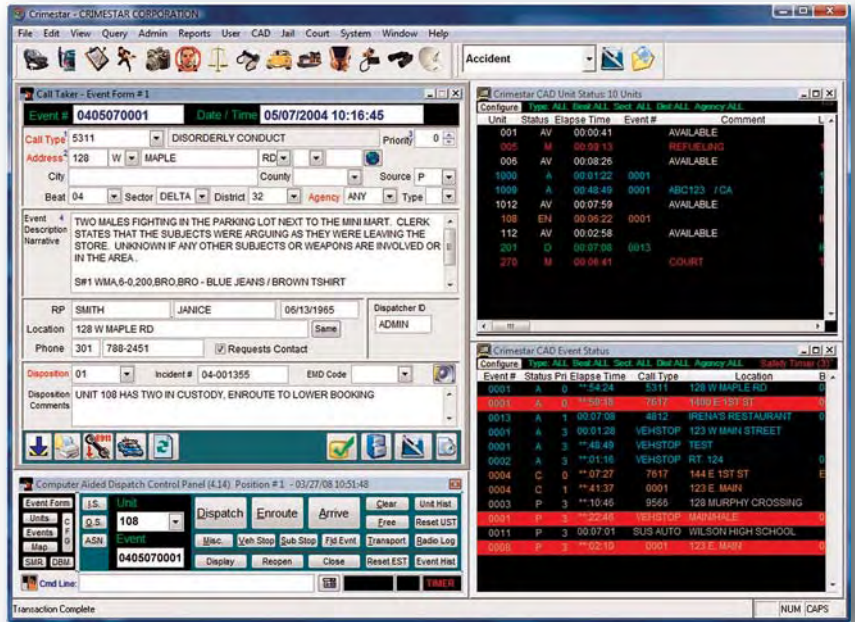 Crimestar - CRIMESTAR CORPORATION
File Edit View Query Admin Reports User CAD Jail Court System Window Help
Accident
Call Taker - Event Form # 1
Event # 0405070001 Date / Time 05/07/2004 10:16:45
Call Type 1 5311 DISORDERLY CONDUCT Priority 3 0
Address 2 128 W MAPLE RD
City County Source P
Beat 04 Sector DELTA District 32 Agency ANY Type
Event 4 Description Narrative
TWO MALES FIGHTING IN THE PARKING LOT NEXT TO THE MINI MART. CLERK
STATES THAT THE SUBJECTS WERE ARGUING AS THEY WERE LEAVING THE
STORE. UNKNOWN IF ANY OTHER SUBJECTS OR WEAPONS ARE INVOLVED OR
IN THE AREA.
S#1 WMA,6-0,200,BRO,BRO - BLUE JEANS / BROWN TSHIRT
RP SMITH JANICE 06/13/1965 Dispatcher ID
Location 128 W MAPLE RD Same ADMIN
Phone 301 788-2451 Requests Contact
Disposition 01 Incident # 04-001355 EMD Code
Disposition Comments UNIT 108 HAS TWO IN CUSTODY, ENROUTE TO LOWER BOOKING
Computer Aided Dispatch Control Panel (4.14) Position # 1 - 03/27/08 10:51:48
Event Form I.S. Unit Dispatch Enroute Arrive Clear Unit Hist
Units Q.S. 108 Free Reset UST
Events ASN Event Misc. Veh Stop Sub Stop Fld Evnt Transport Radio Log
Map C F G
SMR DBM 0405070001 Display Reopen Close Reset EST Event Hist
Cmd Line: TIMER
Crimestar CAD Unit Status: 10 Units
Configure Type: ALL Beat:ALL Sect: ALL Dist:ALL Agency:ALL
Unit Status Elapse Time Event # Comment L
001 AV 00:00:41 AVAILABLE
005 M 00:09:13 REFUELING
006 AV 00:08:26 AVAILABLE
1000 A 00:01:22 0001
1009 A 00:48:49 0001 ABC123 / CA
1012 AV 00:07:59 AVAILABLE
108 EN 00:06:22 0001
112 AV 00:02:58 AVAILABLE
201 D 00:07:08 0013
270 M 00:06:41 COURT
Crimestar CAD Event Status
Configure Type: ALL Beat:ALL Sect: ALL Dist:ALL Agency:ALL Safety Timer (3)
Event # Status Pri Elapse Time Call Type Location B
0001 A 0 **:54:24 5311 128 W MAPLE RD 0
0001 A 0 7617 1400 E 1ST ST
0013 A 1 00:07:08 4812 IRENA'S RESTAURANT 0
0001 A 3 00:01:28 VEHSTOP 123 W MAIN STREET
0001 A 3 **:48:49 VEHSTOP TEST
0002 A 3 **:01:16 VEHSTOP RT. 124 0
0004 C 0 **:07:27 7617 144 E 1ST ST E
0004 C 1 **:41:37 0001 123 E. MAIN
0003 P 3 **:10:46 9566 128 MURPHY CROSSING
0001 P 3 **:22:46 VEHSTOP MAIN/HALE 0
0011 P 3 00:07:01 SUS AUTO WILSON HIGH SCHOOL
0008 P 3 **:02:10 0001 123 E. MAIN 0
Transaction Complete NUM CAPS